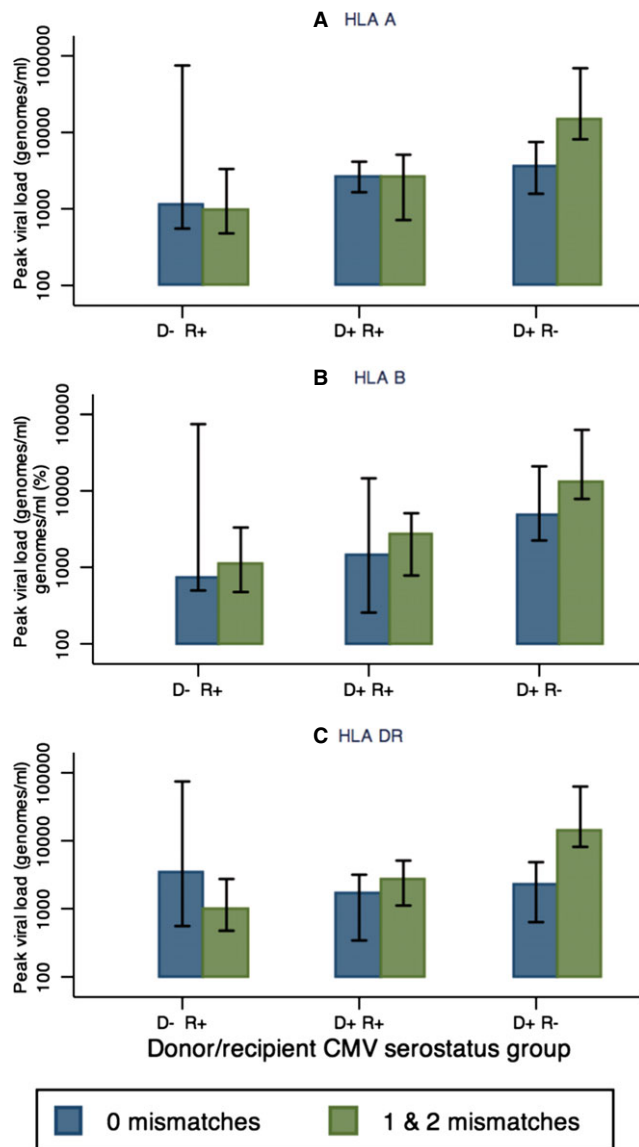 A HLA A
Peak viral load (genomes/ml)
100000
10000
1000
100
D- R+ D+ R+ D+ R-
B HLA B
Peak viral load (genomes/ml)
genomes/ml (%)
100000
10000
1000
100
D- R+ D+ R+ D+ R-
C HLA DR
Peak viral load (genomes/ml)
100000
10000
1000
100
D- R+ D+ R+ D+ R-
Donor/recipient CMV serostatus group
0 mismatches 1 & 2 mismatches